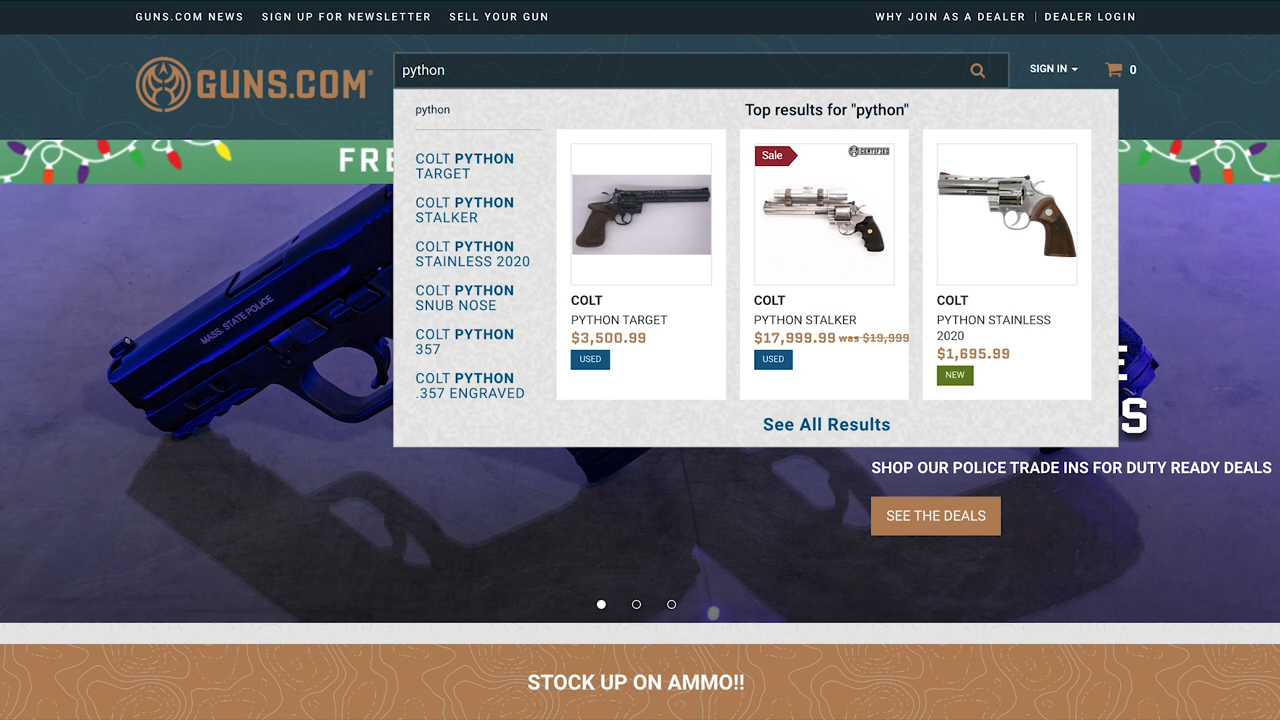 GUNS.COM NEWS SIGN UP FOR NEWSLETTER SELL YOUR GUN WHY JOIN AS A DEALER | DEALER LOGIN
GUNS.COM®
python
SIGN IN
0
FRE
python
Top results for "python"
COLT PYTHON
TARGET
COLT PYTHON
STALKER
COLT PYTHON
STAINLESS 2020
COLT PYTHON
SNUB NOSE
COLT PYTHON
357
COLT PYTHON
.357 ENGRAVED
COLT
PYTHON TARGET
$3,500.99
USED
Sale
CERTIFIED
COLT
PYTHON STALKER
$17,999.99 was $19,999
USED
COLT
PYTHON STAINLESS
2020
$1,695.99
NEW
See All Results
MASS. STATE POLICE
E
S
SHOP OUR POLICE TRADE INS FOR DUTY READY DEALS
SEE THE DEALS
STOCK UP ON AMMO!!